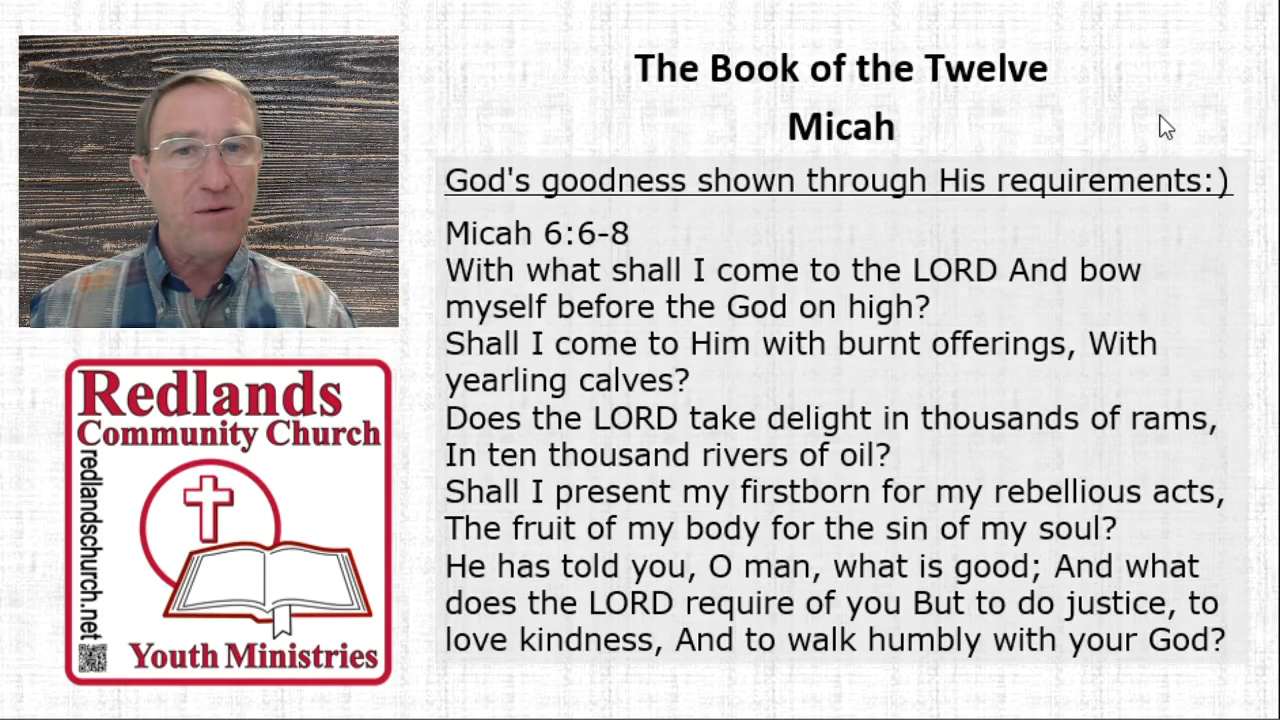 The Book of the Twelve
Micah
God's goodness shown through His requirements:)
Micah 6:6-8
With what shall I come to the LORD And bow
myself before the God on high?
Shall I come to Him with burnt offerings, With
yearling calves?
Does the LORD take delight in thousands of rams,
In ten thousand rivers of oil?
Shall I present my firstborn for my rebellious acts,
The fruit of my body for the sin of my soul?
He has told you, O man, what is good; And what
does the LORD require of you But to do justice, to
love kindness, And to walk humbly with your God?
Redlands
Community Church
redlandschurch.net
Youth Ministries